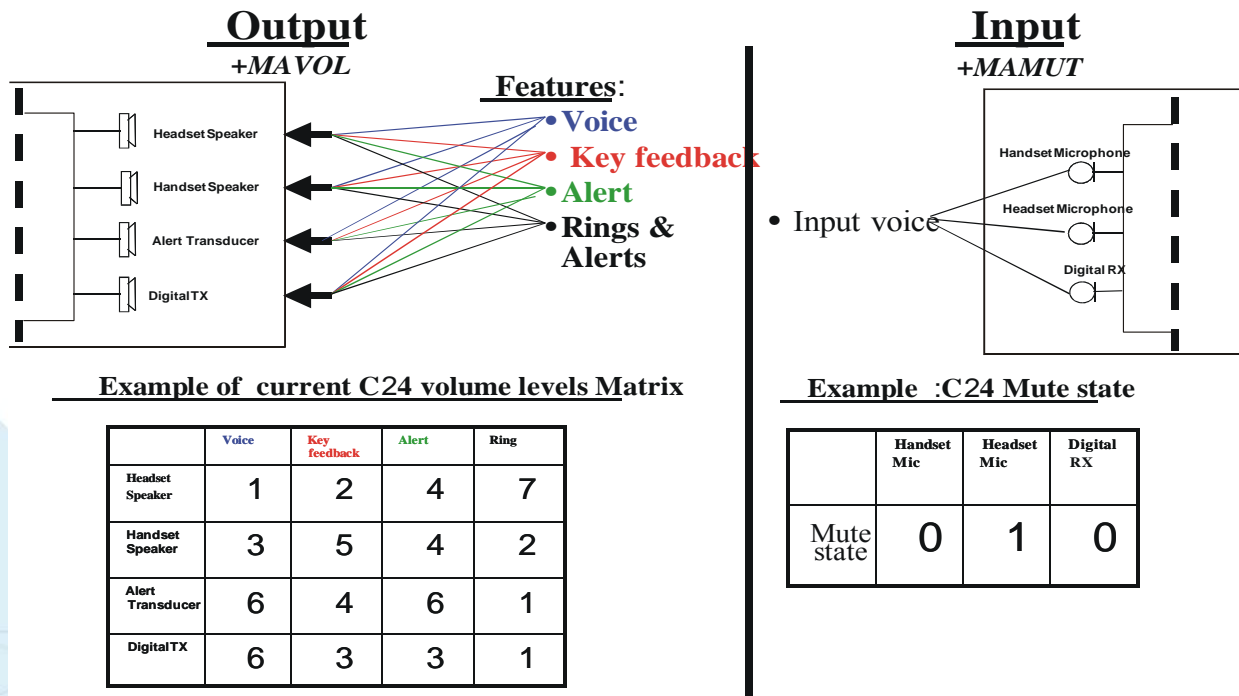 Output
+MAVOL
Headset Speaker
Handset Speaker
Alert Transducer
DigitalTX
Features:
• Voice
• Key feedback
• Alert
• Rings &
Alerts
Example of current C24 volume levels Matrix
Voice Key Alert Ring
feedback
Headset
Speaker 1 2 4 7
Handset
Speaker 3 5 4 2
Alert
Transducer 6 4 6 1
DigitalTX 6 3 3 1
Input
+MAMUT
Handset Microphone
Headset Microphone
Digital RX
• Input voice
Example :C24 Mute state
Handset Headset Digital
Mic Mic RX
Mute
state 0 1 0